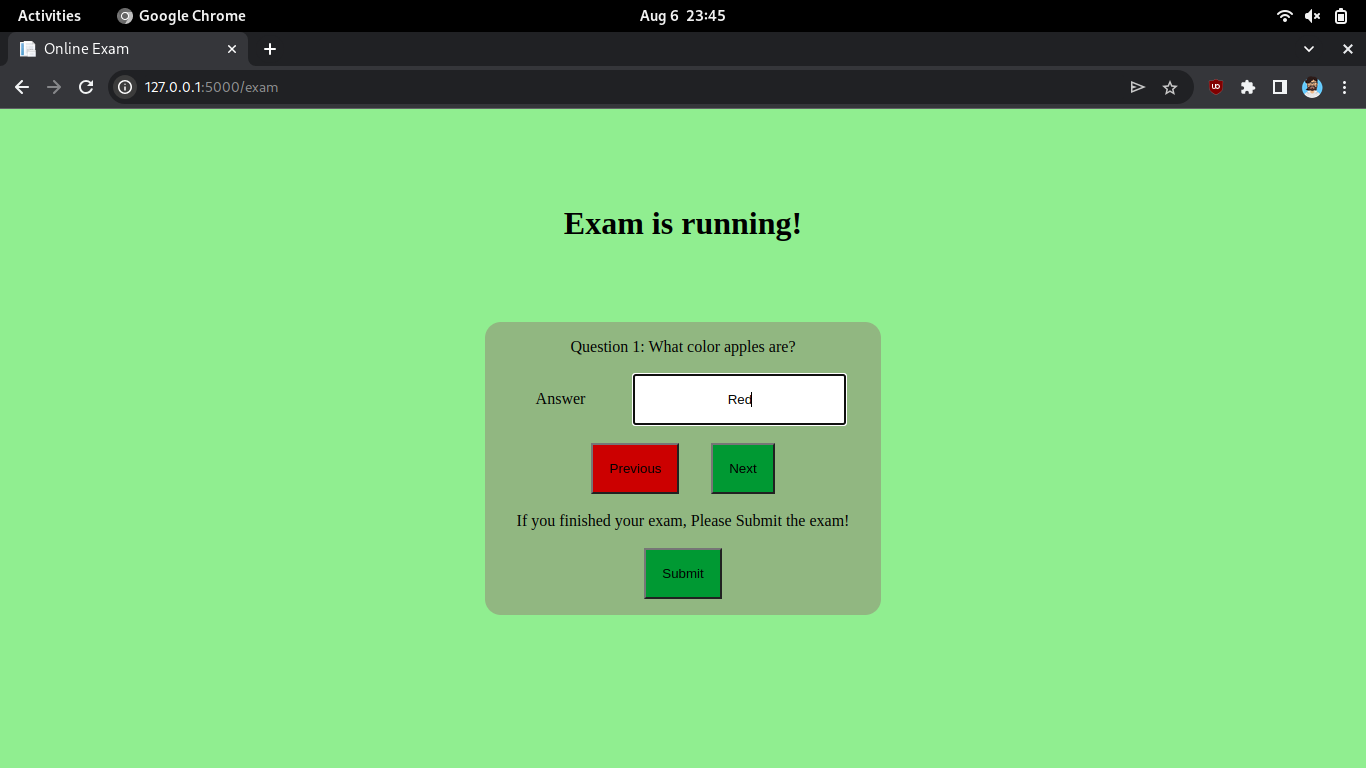 Activities Google Chrome Aug 6 23:45
Online Exam
127.0.0.1:5000/exam
Exam is running!
Question 1: What color apples are?
Answer Red
Previous Next
If you finished your exam, Please Submit the exam!
Submit